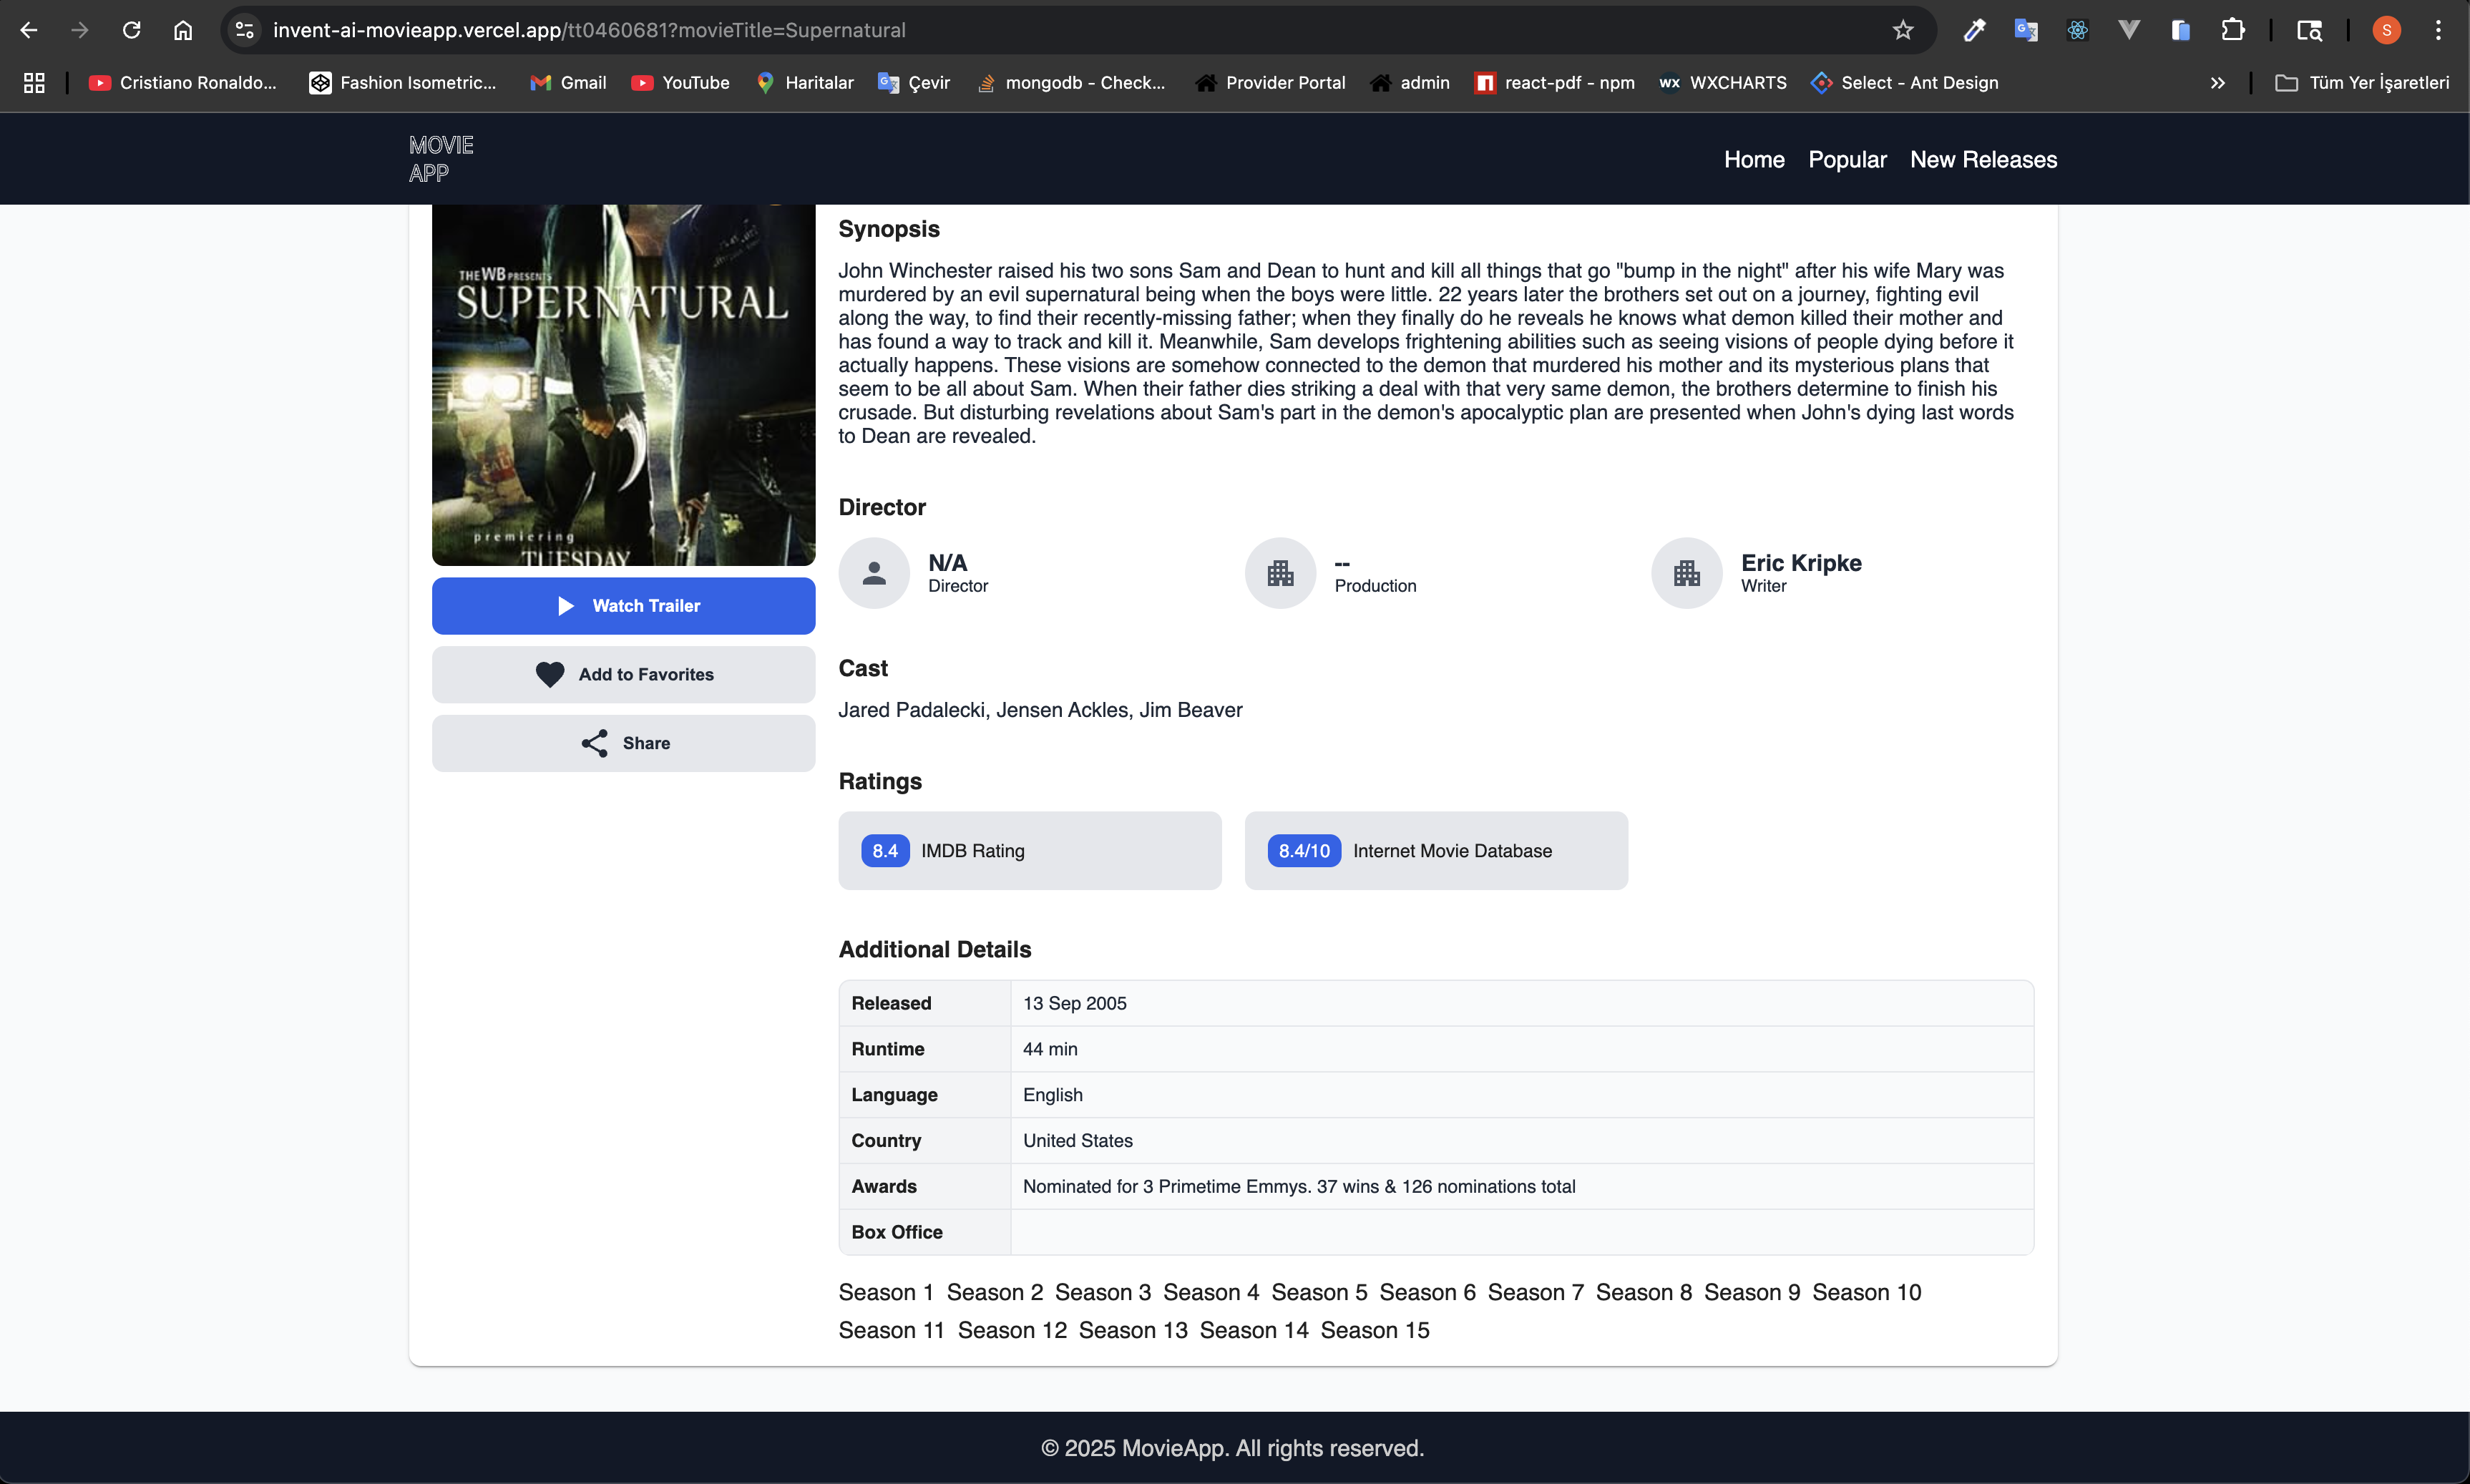 invent-ai-movieapp.vercel.app/tt0460681?movieTitle=Supernatural
S
Cristiano Ronaldo...
Fashion Isometric...
Gmail
YouTube
Haritalar
Çevir
mongodb - Check...
Provider Portal
admin
react-pdf - npm
WXCHARTS
Select - Ant Design
Tüm Yer İşaretleri
MOVIE
APP
Home Popular New Releases
THE WB PRESENTS
SUPERNATURAL
premiering
TUESDAY
Watch Trailer
Add to Favorites
Share
Synopsis
John Winchester raised his two sons Sam and Dean to hunt and kill all things that go "bump in the night" after his wife Mary was
murdered by an evil supernatural being when the boys were little. 22 years later the brothers set out on a journey, fighting evil
along the way, to find their recently-missing father; when they finally do he reveals he knows what demon killed their mother and
has found a way to track and kill it. Meanwhile, Sam develops frightening abilities such as seeing visions of people dying before it
actually happens. These visions are somehow connected to the demon that murdered his mother and its mysterious plans that
seem to be all about Sam. When their father dies striking a deal with that very same demon, the brothers determine to finish his
crusade. But disturbing revelations about Sam's part in the demon's apocalyptic plan are presented when John's dying last words
to Dean are revealed.
Director
N/A
Director
--
Production
Eric Kripke
Writer
Cast
Jared Padalecki, Jensen Ackles, Jim Beaver
Ratings
8.4 IMDB Rating
8.4/10 Internet Movie Database
Additional Details
Released 13 Sep 2005
Runtime 44 min
Language English
Country United States
Awards Nominated for 3 Primetime Emmys. 37 wins & 126 nominations total
Box Office
Season 1 Season 2 Season 3 Season 4 Season 5 Season 6 Season 7 Season 8 Season 9 Season 10
Season 11 Season 12 Season 13 Season 14 Season 15
© 2025 MovieApp. All rights reserved.